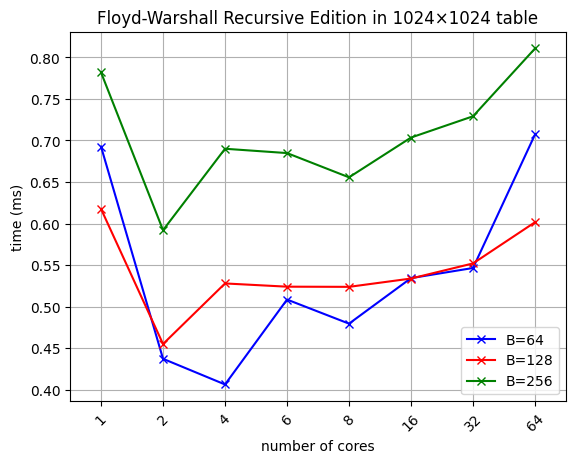 Floyd-Warshall Recursive Edition in 1024×1024 table
time (ms)
0.80
0.75
0.70
0.65
0.60
0.55
0.50
0.45
0.40
B=64
B=128
B=256
1
2
4
6
8
16
32
64
number of cores